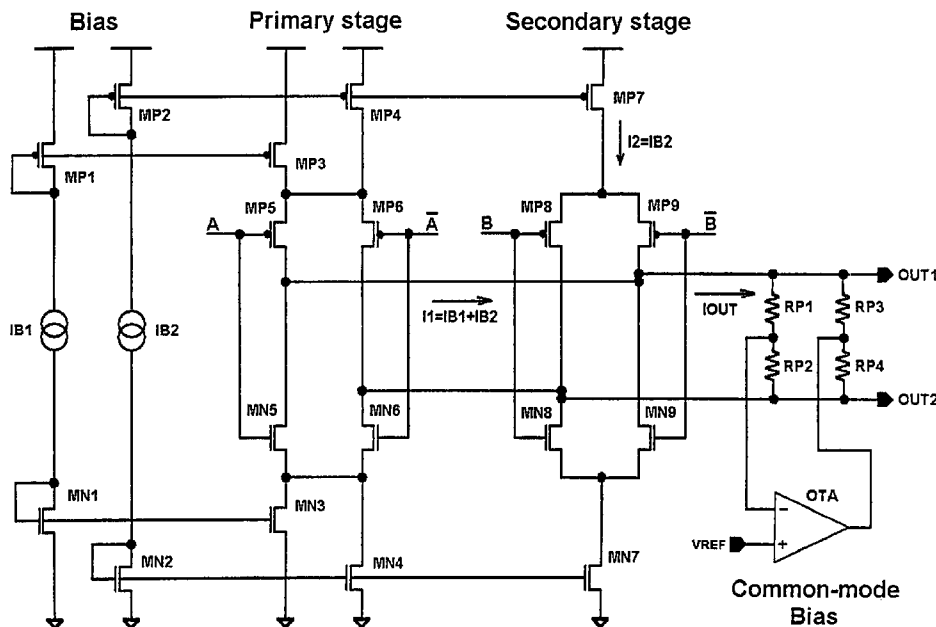 Bias
Primary stage
Secondary stage
MP2
MP4
MP7
I2=IB2
MP1
MP3
MP5
MP6
MP8
MP9
A
A̅
B
B̅
OUT1
I1=IB1+IB2
IOUT
RP1
RP3
IB1
IB2
RP2
RP4
OUT2
MN5
MN6
MN8
MN9
MN1
MN3
OTA
−
+
VREF
MN2
MN4
MN7
Common-mode
Bias